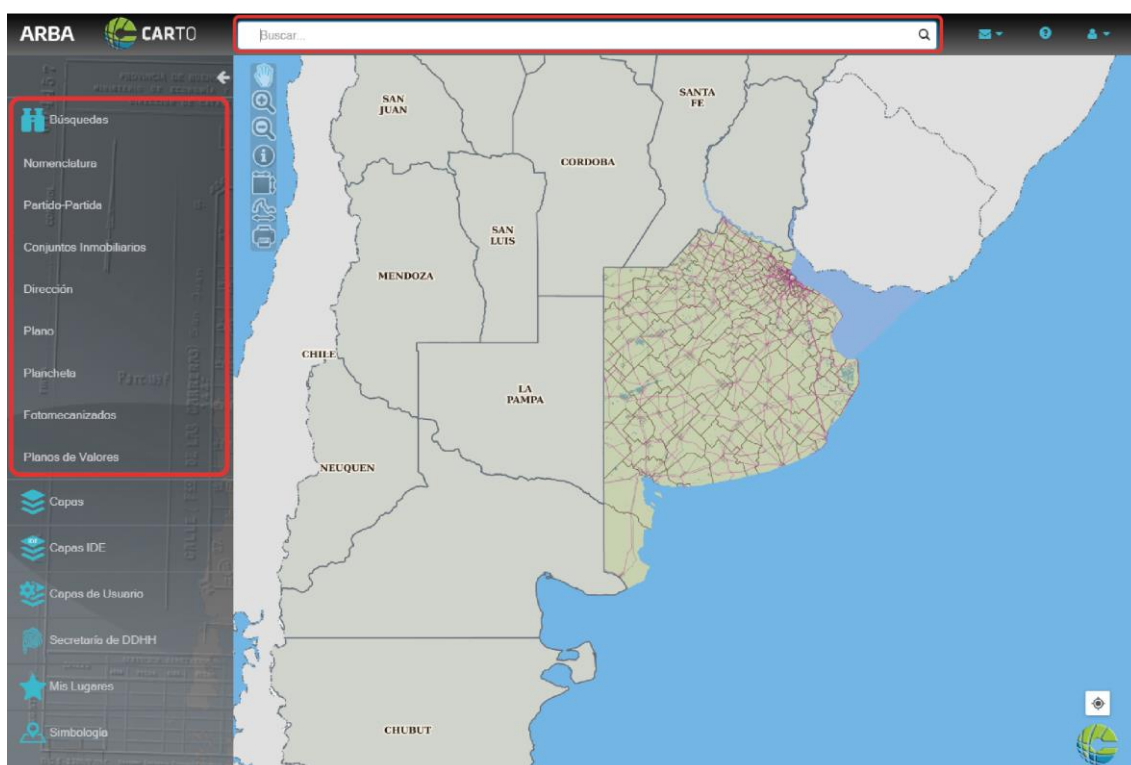 ARBA
CARTO
Buscar...
Búsquedas
Nomenclatura
Partido-Partida
Conjuntos Inmobiliarios
Dirección
Plano
Plancheta
Fotomecanizados
Planos de Valores
Capas
Capas IDE
Capas de Usuario
Secretaría de DDHH
Mis Lugares
Simbología
SAN
JUAN
SANTA
FE
CORDOBA
SAN
LUIS
MENDOZA
CHILE
LA
PAMPA
NEUQUEN
CHUBUT